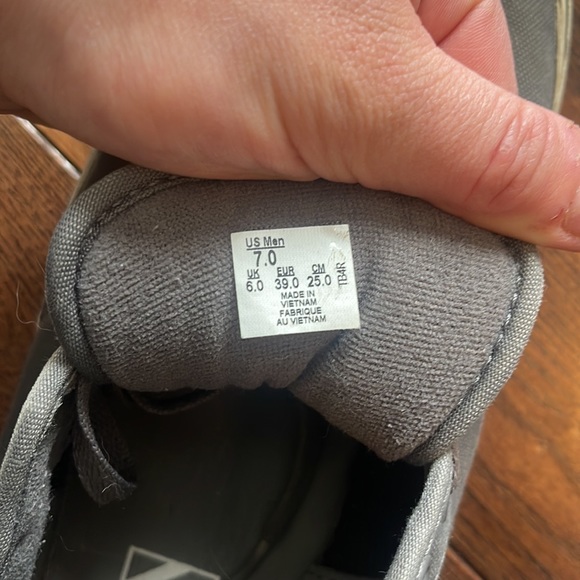 US Men
7.0
UK EUR CM
6.0 39.0 25.0
MADE IN
VIETNAM
FABRIQUE
AU VIETNAM
TB4R